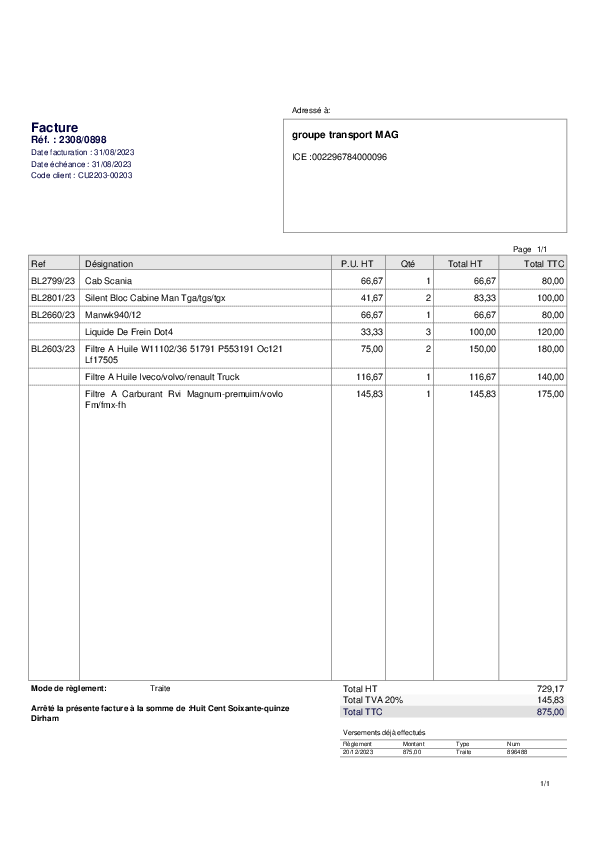 Adressé à:
Facture
Réf. : 2308/0898
Date facturation : 31/08/2023
Date échéance : 31/08/2023
Code client : CU2203-00203
groupe transport MAG
ICE :002296784000096
Page 1/1
Ref Désignation P.U. HT Qté Total HT Total TTC
BL2799/23 Cab Scania 66,67 1 66,67 80,00
BL2801/23 Silent Bloc Cabine Man Tga/tgs/tgx 41,67 2 83,33 100,00
BL2660/23 Manwk940/12 66,67 1 66,67 80,00
Liquide De Frein Dot4 33,33 3 100,00 120,00
BL2603/23 Filtre A Huile W11102/36 51791 P553191 Oc121 75,00 2 150,00 180,00
Lf17505
Filtre A Huile Iveco/volvo/renault Truck 116,67 1 116,67 140,00
Filtre A Carburant Rvi Magnum-premuim/vovlo 145,83 1 145,83 175,00
Fm/fmx-fh
Mode de règlement: Traite
Total HT 729,17
Total TVA 20% 145,83
Total TTC 875,00
Arrêté la présente facture à la somme de :Huit Cent Soixante-quinze
Dirham
Versements déjà effectués
Règlement Montant Type Num
20/12/2023 875,00 Traite 896488
1/1